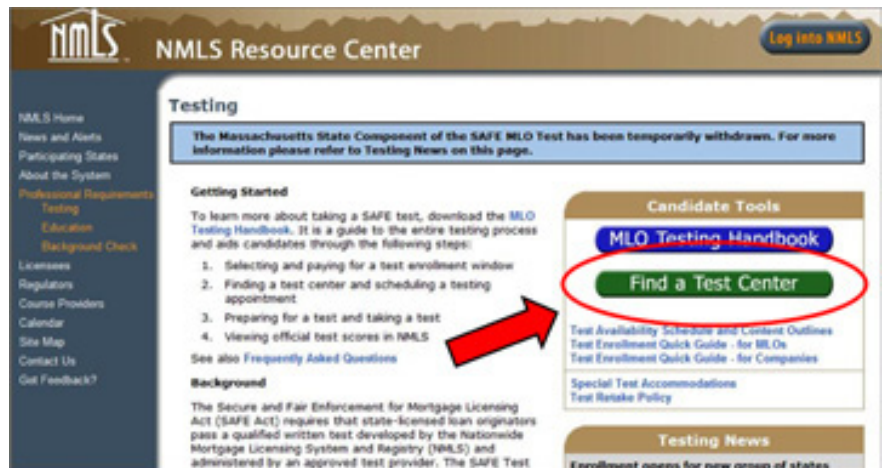 NMLS
NMLS Resource Center
Log into NMLS
NMLS Home
News and Alerts
Participating States
About the System
Professional Requirements
Testing
Education
Background Check
Licensees
Regulators
Course Providers
Calendar
Site Map
Contact Us
Got Feedback?
Testing
The Massachusetts State Component of the SAFE MLO Test has been temporarily withdrawn. For more
information please refer to Testing News on this page.
Getting Started
To learn more about taking a SAFE test, download the MLO
Testing Handbook. It is a guide to the entire testing process
and aids candidates through the following steps:
1. Selecting and paying for a test enrollment window
2. Finding a test center and scheduling a testing
appointment
3. Preparing for a test and taking a test
4. Viewing official test scores in NMLS
See also Frequently Asked Questions
Background
The Secure and Fair Enforcement for Mortgage Licensing
Act (SAFE Act) requires that state-licensed loan originators
pass a qualified written test developed by the Nationwide
Mortgage Licensing System and Registry (NMLS) and
administered by an approved test provider. The SAFE Test
Candidate Tools
MLO Testing Handbook
Find a Test Center
Test Availability Schedule and Content Outlines
Test Enrollment Quick Guide - for MLOs
Test Enrollment Quick Guide - for Companies
Special Test Accommodations
Test Retake Policy
Testing News
Enrollment opens for new group of states